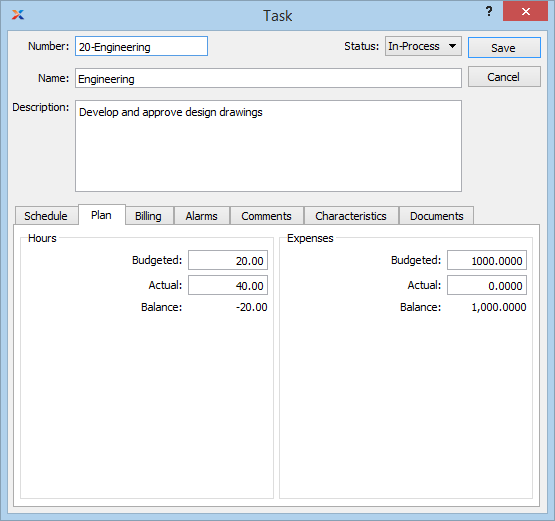 Task
?
Number: 20-Engineering Status: In-Process Save
Name: Engineering Cancel
Description: Develop and approve design drawings
Schedule Plan Billing Alarms Comments Characteristics Documents
Hours Expenses
Budgeted: 20.00 Budgeted: 1000.0000
Actual: 40.00 Actual: 0.0000
Balance: -20.00 Balance: 1,000.0000